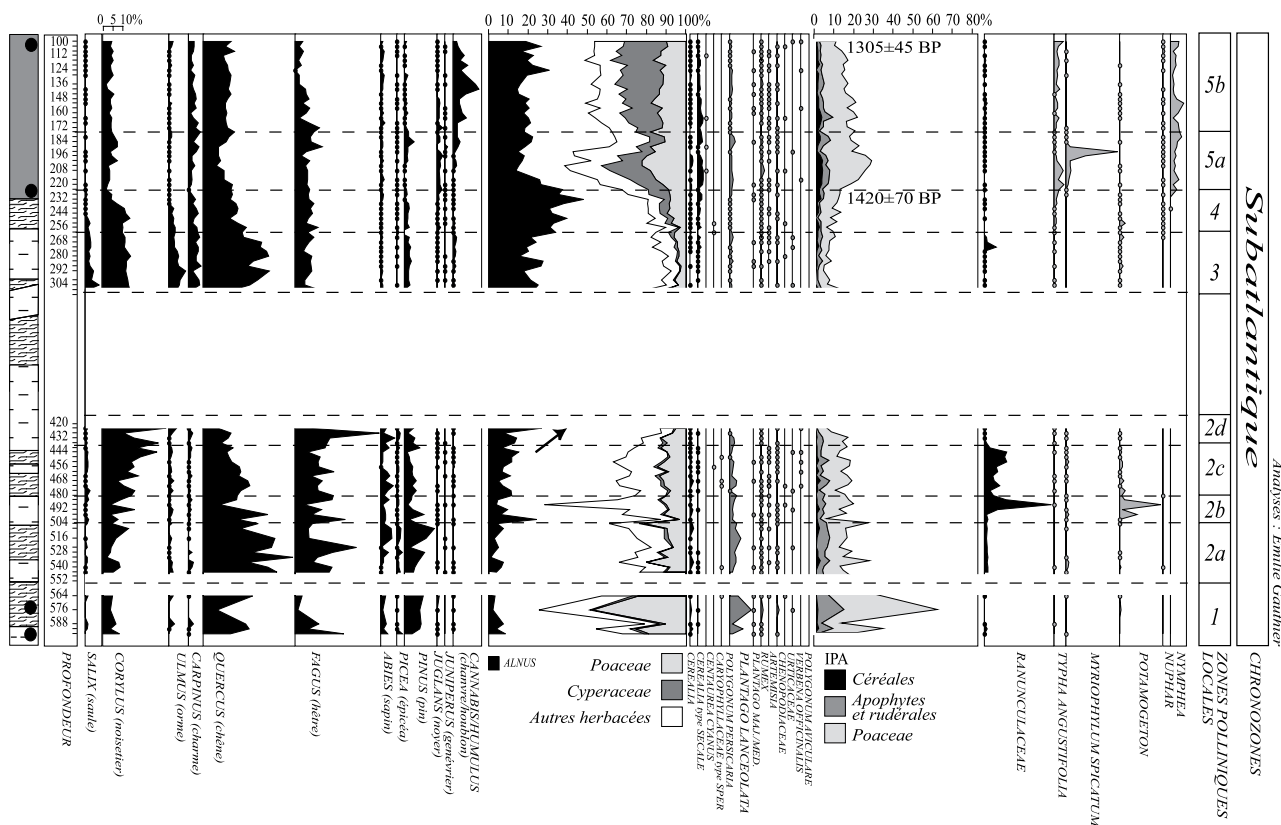 0 5 10%
0 10 20 30 40 50 60 70 80 90 100%
0 10 20 30 40 50 60 70 80%
100
112
124
136
148
160
172
184
196
208
220
232
244
256
268
280
292
304
420
432
444
456
468
480
492
504
516
528
540
552
564
576
588
1305±45 BP
1420±70 BP
5b
5a
4
3
2d
2c
2b
2a
1
Subatlantique
Analyses : Emilie Gauthier
PROFONDEUR
SALIX (saule)
CORYLUS (noisetier)
ULMUS (orme)
CARPINUS (charme)
QUERCUS (chêne)
FAGUS (hêtre)
ABIES (sapin)
PICEA (épicéa)
PINUS (pin)
JUGLANS (noyer)
JUNIPERUS (genévrier)
CANNABIS/HUMULUS
(chanvre/houblon)
ALNUS
Poaceae
Cyperaceae
Autres herbacées
CEREALIA
CEREALIA type SECALE
CENTAUREA CYANUS
CARYOPHYLLACEAE type SPER
POLYGONUM PERSICARIA
PLANTAGO LANCEOLATA
PLANTAGO MAJ./MED.
RUMEX
ARTEMISIA
CHENOPODIACEAE
URTICACEAE
VERBENA OFFICINALIS
POLYGONUM AVICULARE
IPA
Céréales
Apophytes
et rudérales
Poaceae
RANUNCULACEAE
TYPHA ANGUSTIFOLIA
MYRIOPHYLUM SPICATUM
POTAMOGETON
NUPHAR
NYMPHEA
ZONES POLLINIQUES
LOCALES
CHRONOZONES